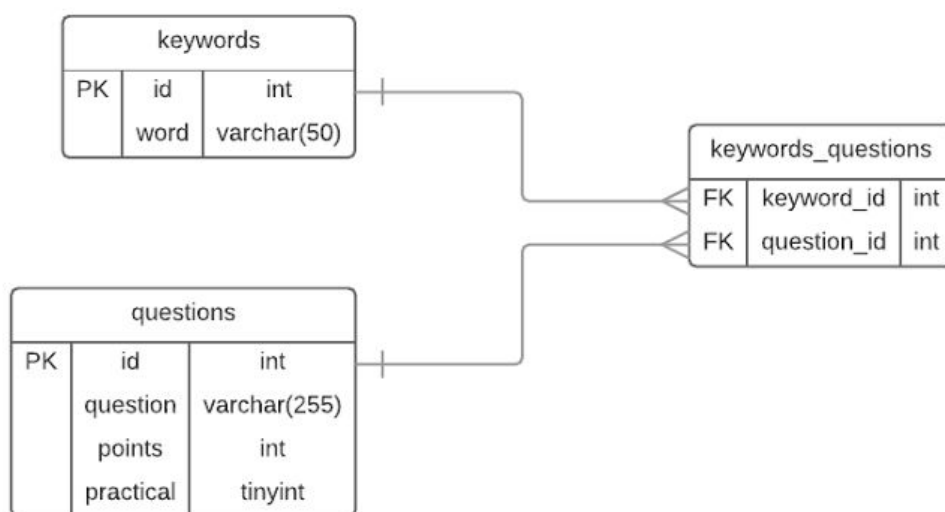 keywords
PK id int
word varchar(50)
keywords_questions
FK keyword_id int
FK question_id int
questions
PK id int
question varchar(255)
points int
practical tinyint